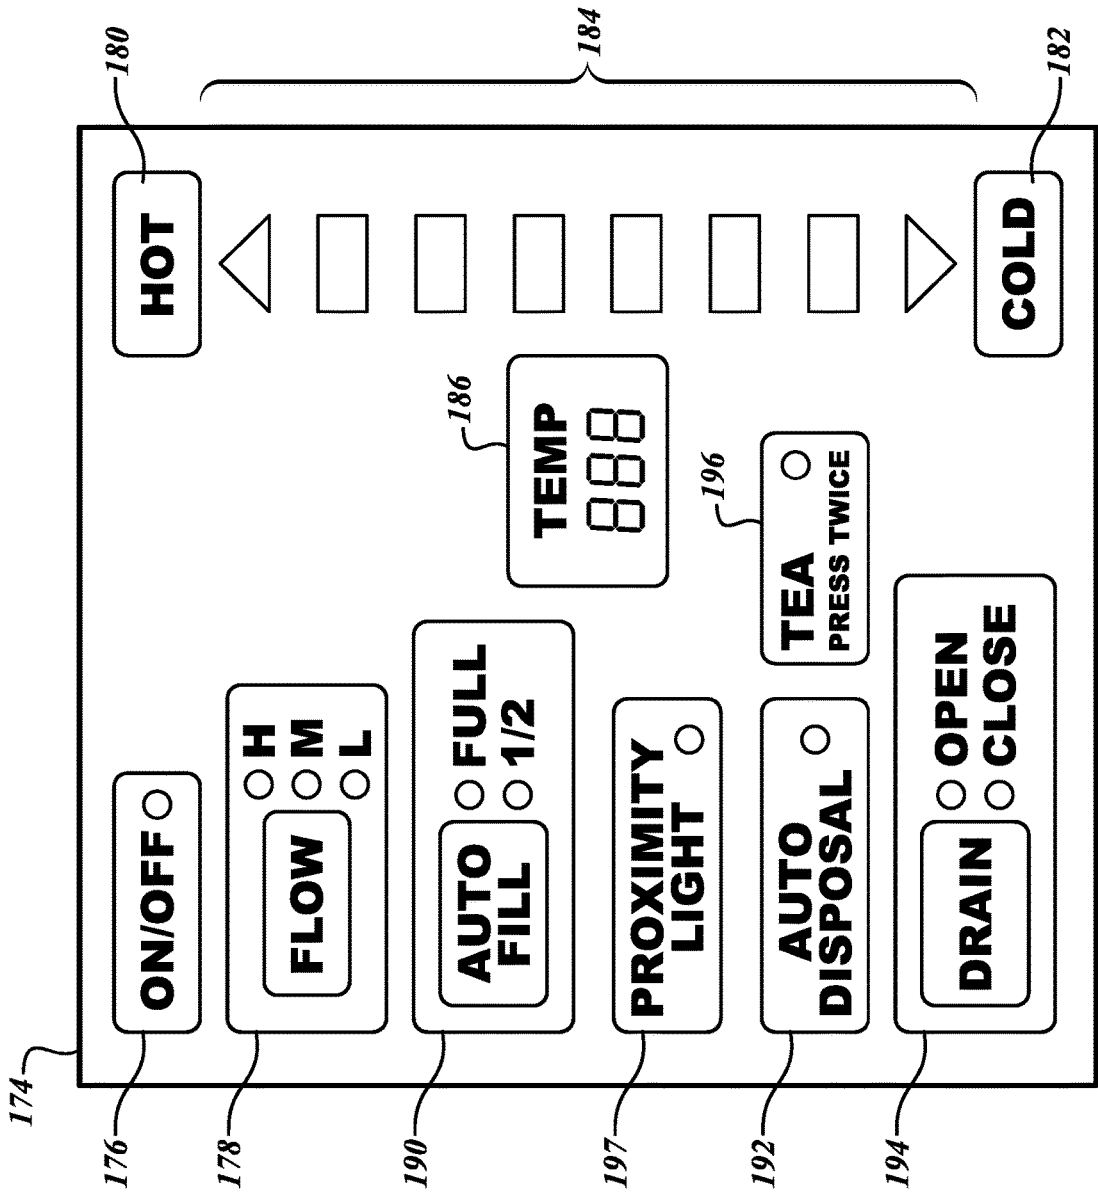 174
176
ON/OFF
178
FLOW
H
M
L
190
AUTO
FILL
FULL
1/2
197
PROXIMITY
LIGHT
192
AUTO
DISPOSAL
194
DRAIN
OPEN
CLOSE
196
TEA
PRESS TWICE
186
TEMP
888
180
HOT
184
182
COLD